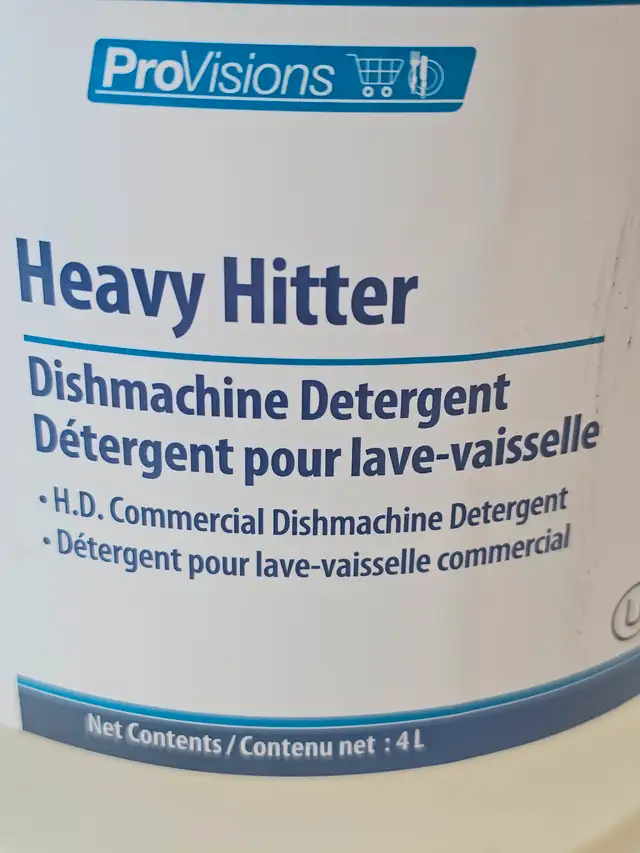 ProVisions
Heavy Hitter
Dishmachine Detergent
Détergent pour lave-vaisselle
• H.D. Commercial Dishmachine Detergent
• Détergent pour lave-vaisselle commercial
Net Contents / Contenu net : 4 L